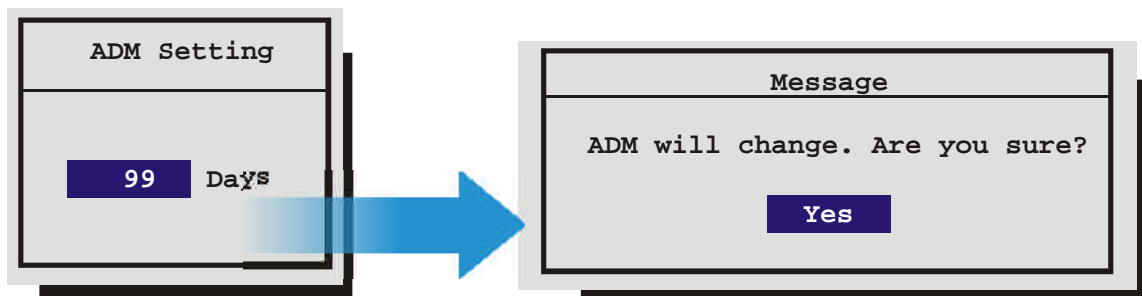 ADM Setting
99 Days
Message
ADM will change. Are you sure?
Yes